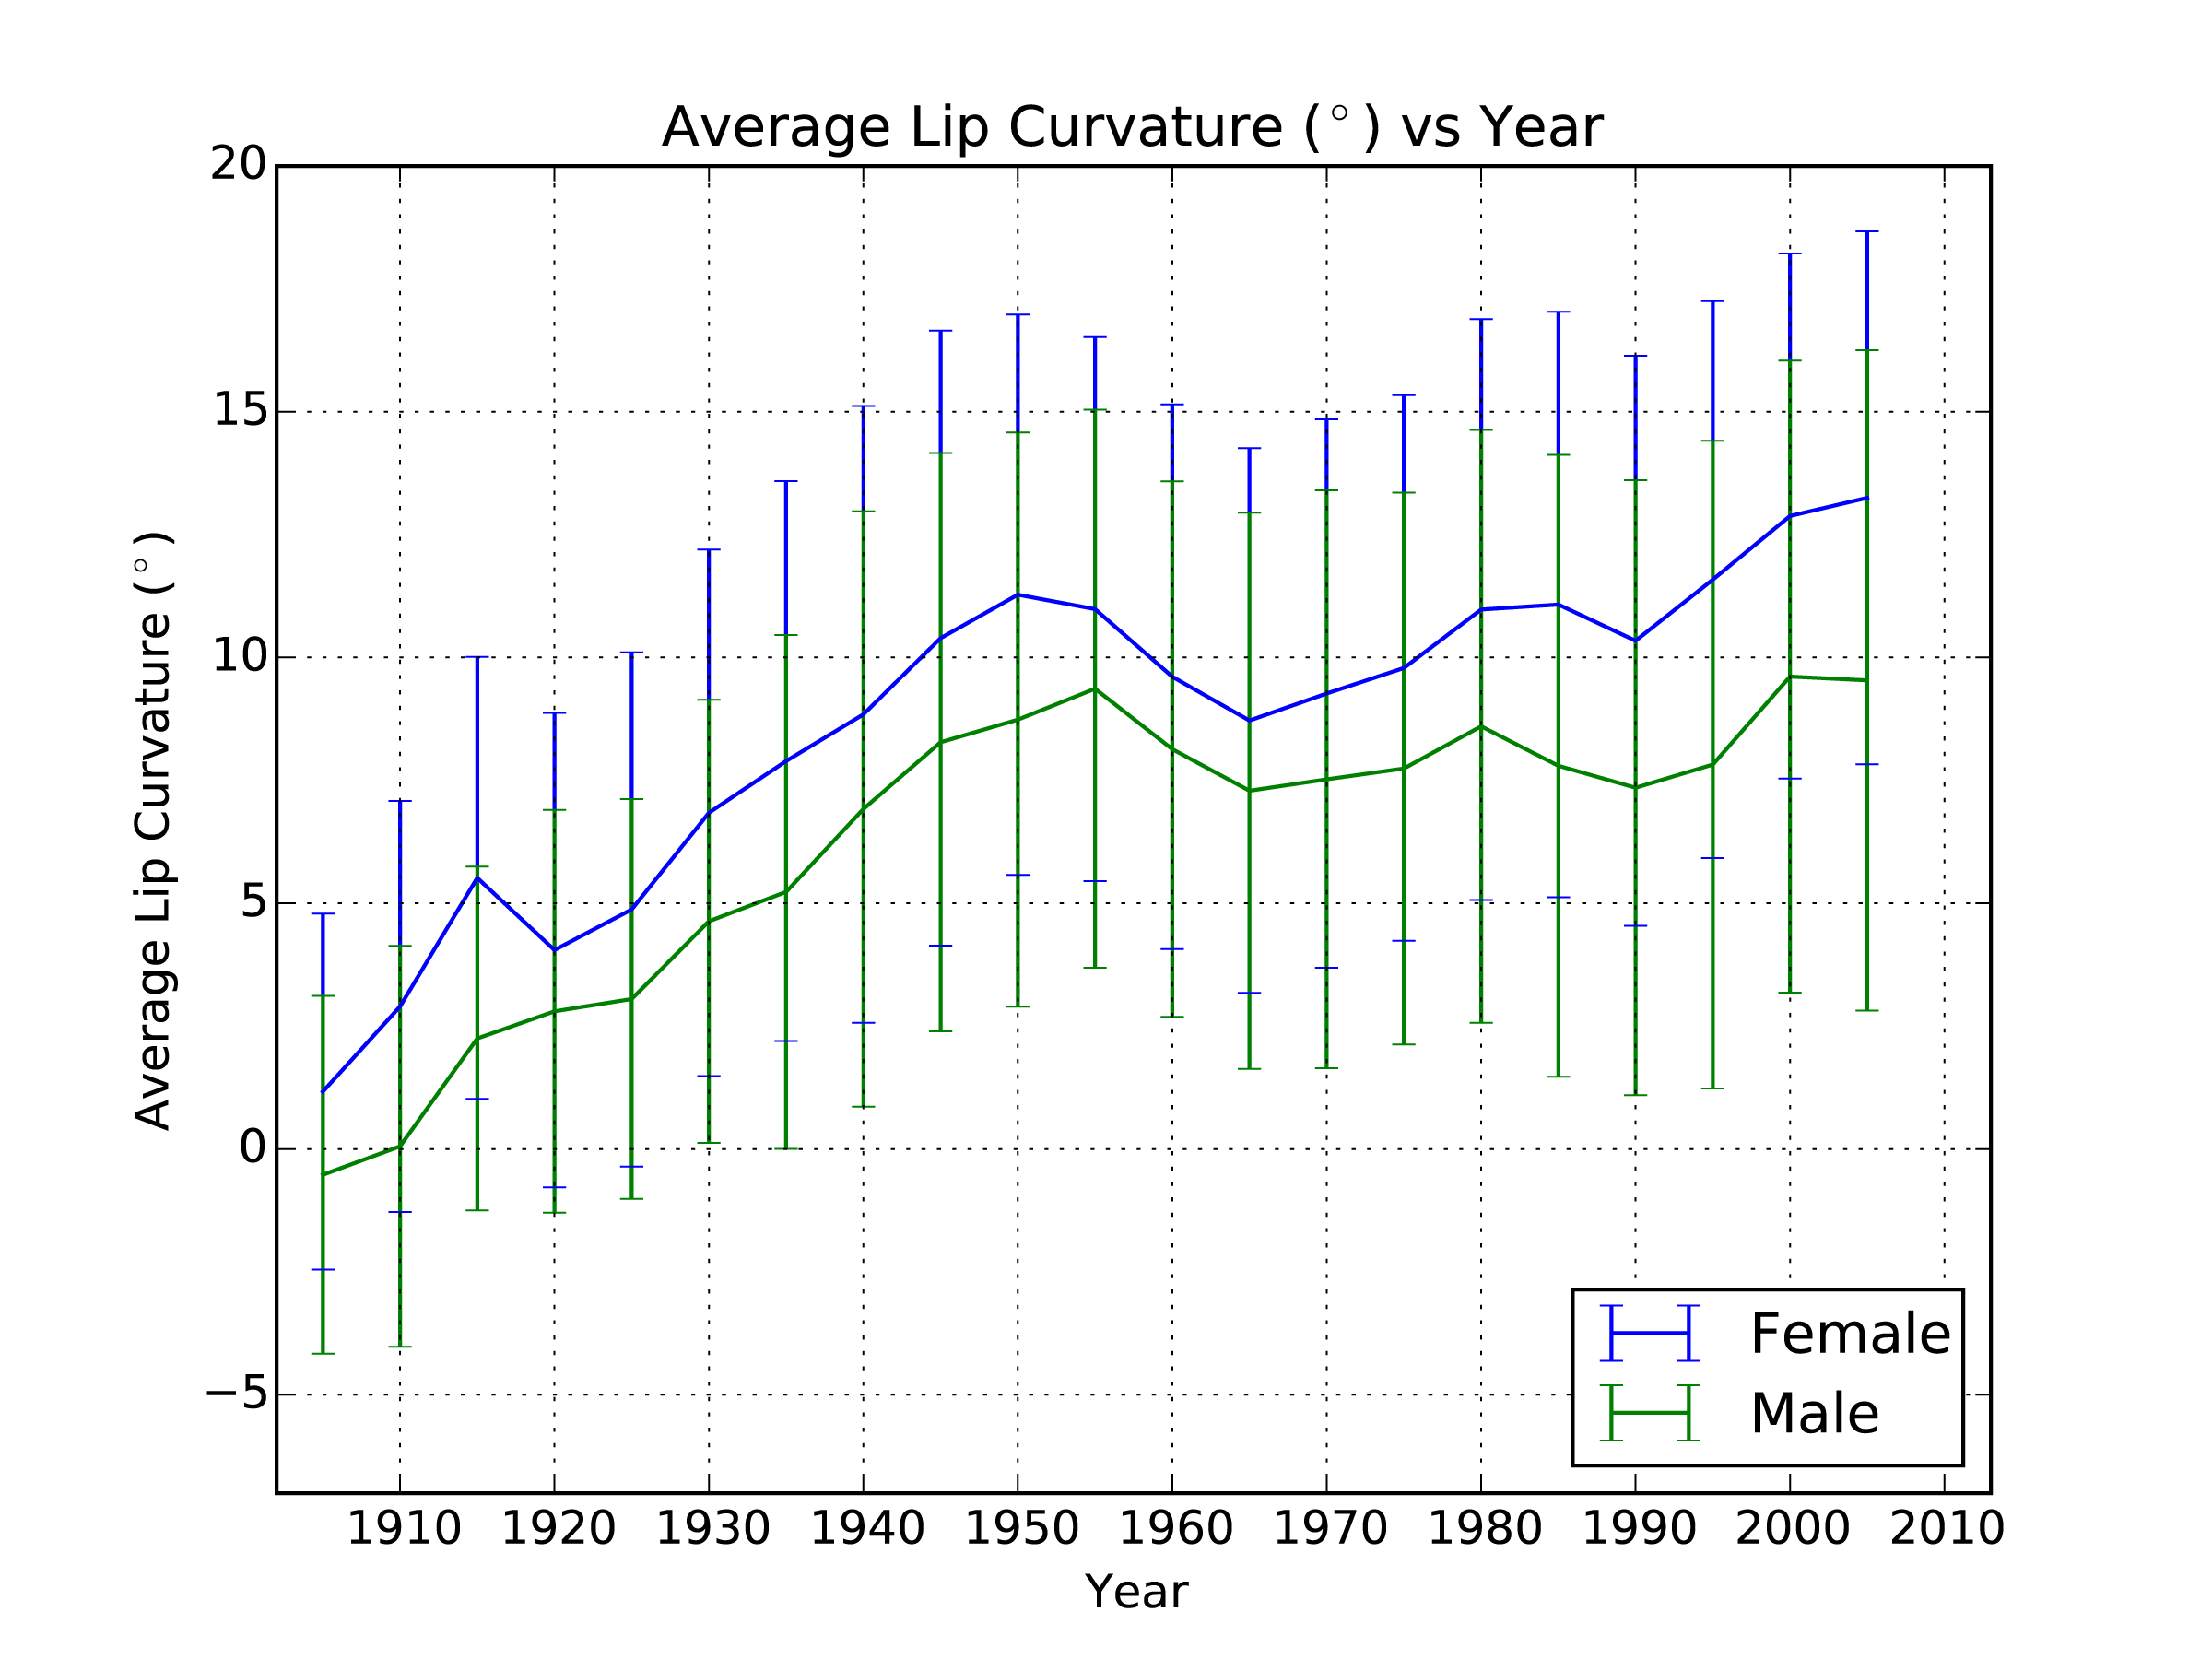 Average Lip Curvature (°) vs Year
20
15
10
5
0
−5
Average Lip Curvature (°)
1910 1920 1930 1940 1950 1960 1970 1980 1990 2000 2010
Year
Female
Male